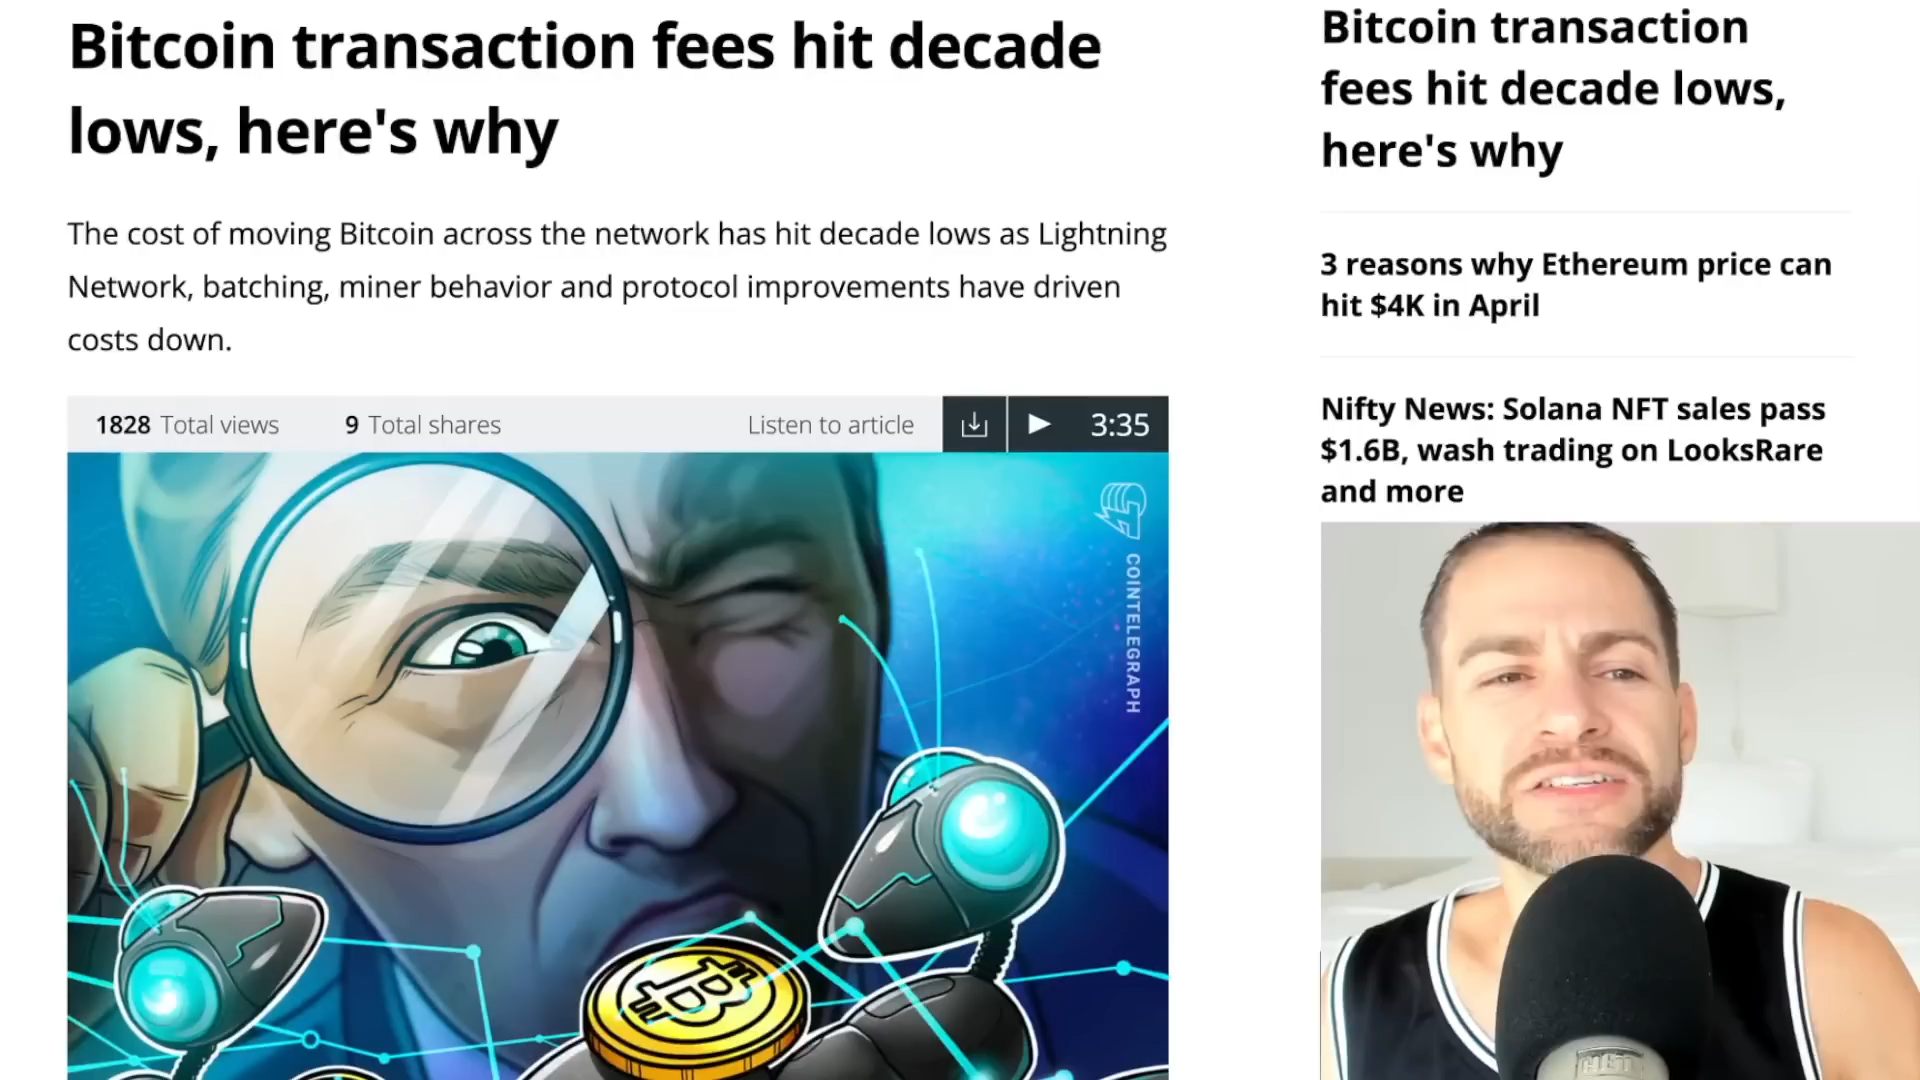 Bitcoin transaction fees hit decade
lows, here's why
The cost of moving Bitcoin across the network has hit decade lows as Lightning
Network, batching, miner behavior and protocol improvements have driven
costs down.
1828 Total views 9 Total shares Listen to article 3:35
COINTELEGRAPH
Bitcoin transaction
fees hit decade lows,
here's why
3 reasons why Ethereum price can
hit $4K in April
Nifty News: Solana NFT sales pass
$1.6B, wash trading on LooksRare
and more